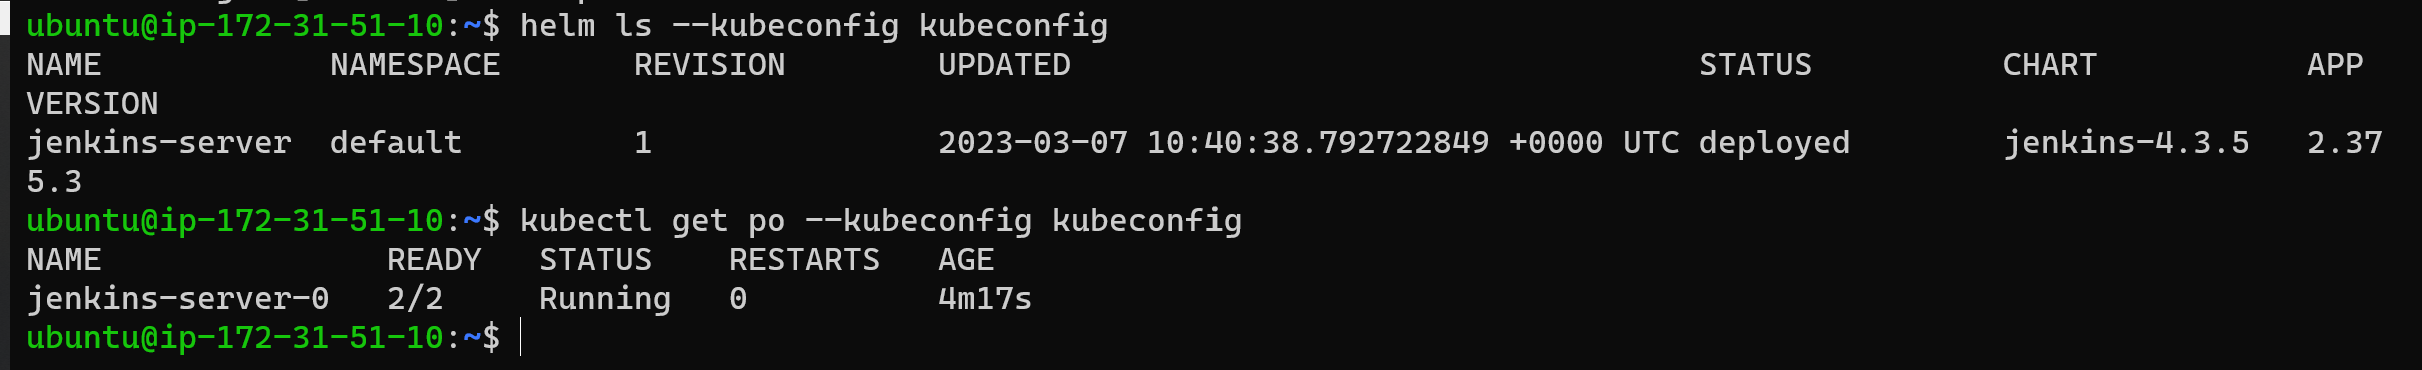 ubuntu@ip-172-31-51-10:~$ helm ls --kubeconfig kubeconfig
NAME            NAMESPACE       REVISION        UPDATED                                 STATUS          CHART           APP
VERSION
jenkins-server  default         1               2023-03-07 10:40:38.792722849 +0000 UTC deployed        jenkins-4.3.5   2.37
5.3
ubuntu@ip-172-31-51-10:~$ kubectl get po --kubeconfig kubeconfig
NAME               READY   STATUS    RESTARTS   AGE
jenkins-server-0   2/2     Running   0          4m17s
ubuntu@ip-172-31-51-10:~$